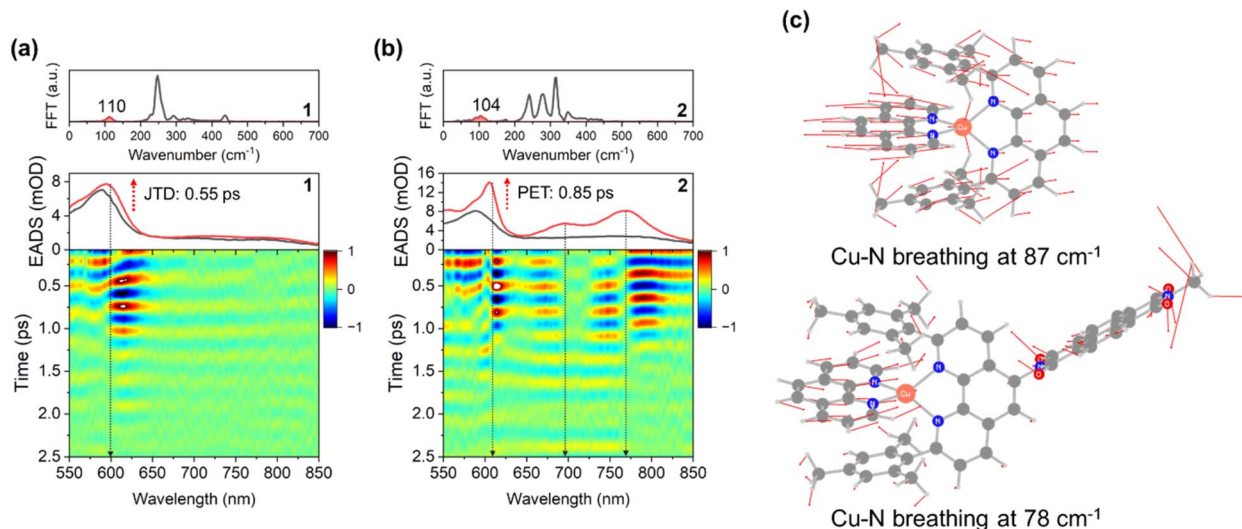 (a)
FFT (a.u.)
110
1
0 100 200 300 400 500 600 700
Wavenumber (cm⁻¹)
EADS (mOD)
12
8
4
0
JTD: 0.55 ps
1
Time (ps)
0.5
1.0
1.5
2.0
2.5
1
0
−1
550 600 650 700 750 800 850
Wavelength (nm)
(b)
FFT (a.u.)
104
2
0 100 200 300 400 500 600 700
Wavenumber (cm⁻¹)
EADS (mOD)
16
12
8
4
0
PET: 0.85 ps
2
Time (ps)
0.5
1.0
1.5
2.0
2.5
1
0
−1
550 600 650 700 750 800 850
Wavelength (nm)
(c)
N
N
N
Cu
N
Cu-N breathing at 87 cm⁻¹
N
N
N
Cu
N
O
N
O
O
N
O
Cu-N breathing at 78 cm⁻¹